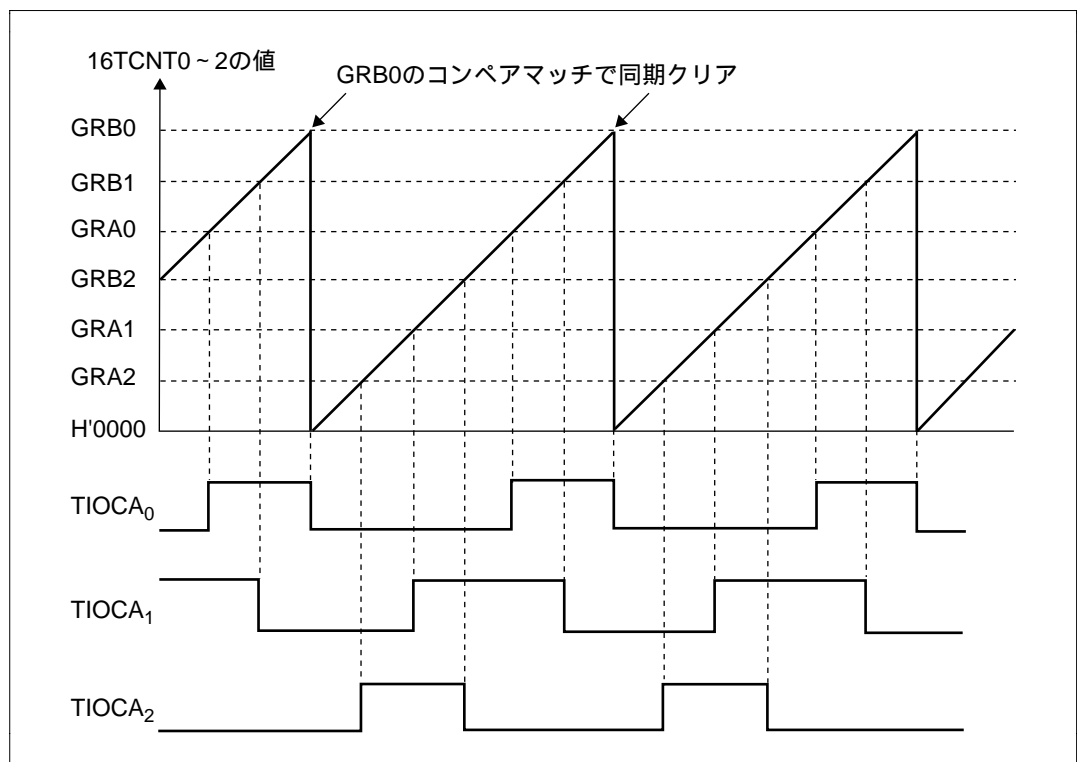 16TCNT0～2の値
GRB0のコンペアマッチで同期クリア
GRB0
GRB1
GRA0
GRB2
GRA1
GRA2
H'0000
TIOCA₀
TIOCA₁
TIOCA₂